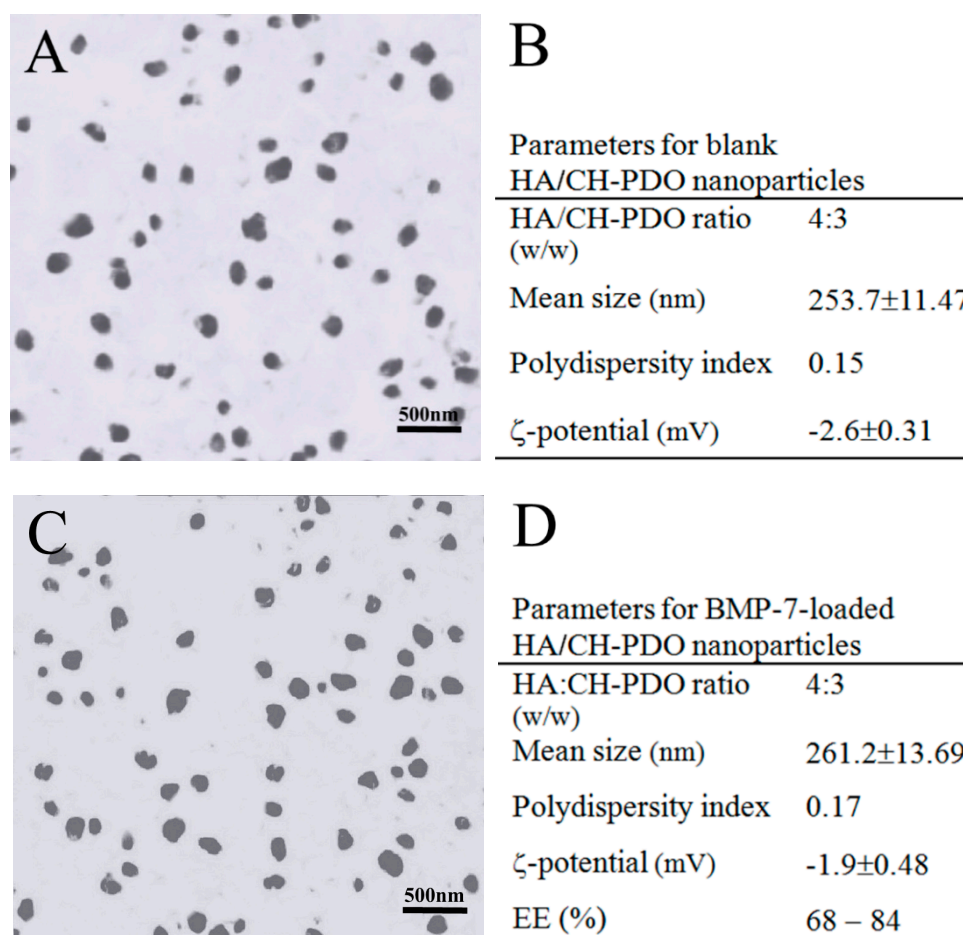 A
500nm
B
Parameters for blank
HA/CH-PDO nanoparticles
HA/CH-PDO ratio 4:3
(w/w)
Mean size (nm) 253.7±11.47
Polydispersity index 0.15
ζ-potential (mV) -2.6±0.31
C
500nm
D
Parameters for BMP-7-loaded
HA/CH-PDO nanoparticles
HA:CH-PDO ratio 4:3
(w/w)
Mean size (nm) 261.2±13.69
Polydispersity index 0.17
ζ-potential (mV) -1.9±0.48
EE (%) 68 – 84